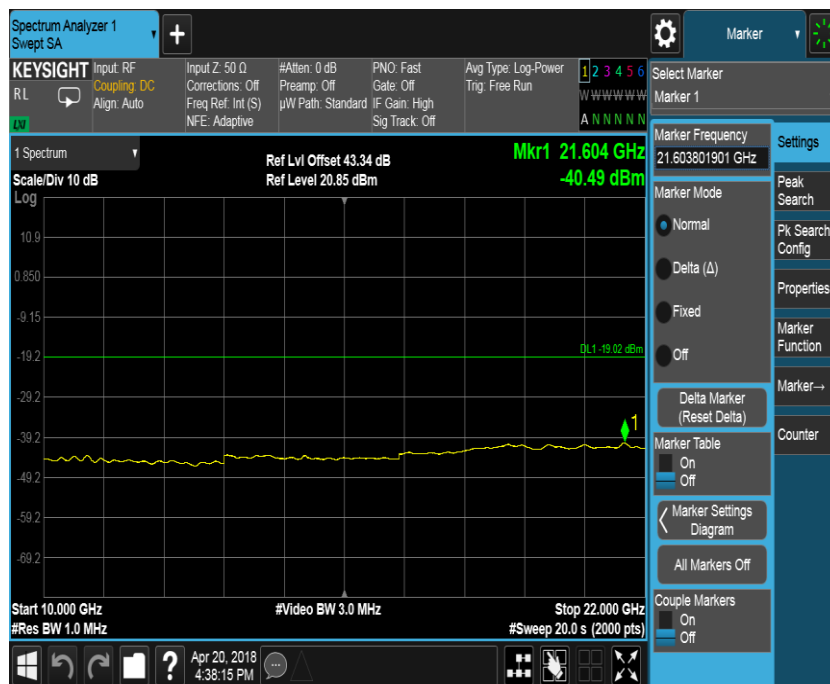 Spectrum Analyzer 1
Swept SA
Marker
KEYSIGHT
RL
LXI
Input: RF
Coupling: DC
Align: Auto
Input Z: 50 Ω
Corrections: Off
Freq Ref: Int (S)
NFE: Adaptive
#Atten: 0 dB
Preamp: Off
µW Path: Standard
PNO: Fast
Gate: Off
IF Gain: High
Sig Track: Off
Avg Type: Log-Power
Trig: Free Run
1 2 3 4 5 6
W W W W W W
A N N N N N
Select Marker
Marker 1
1 Spectrum
Scale/Div 10 dB
Ref Lvl Offset 43.34 dB
Ref Level 20.85 dBm
Mkr1 21.604 GHz
-40.49 dBm
Log
10.9
0.850
-9.15
-19.2
-29.2
-39.2
-49.2
-59.2
-69.2
DL1 -19.02 dBm
1
Start 10.000 GHz
#Res BW 1.0 MHz
#Video BW 3.0 MHz
Stop 22.000 GHz
#Sweep 20.0 s (2000 pts)
Marker Frequency
21.603801901 GHz
Marker Mode
Normal
Delta (Δ)
Fixed
Off
Delta Marker
(Reset Delta)
Marker Table
On
Off
Marker Settings
Diagram
All Markers Off
Couple Markers
On
Off
Settings
Peak
Search
Pk Search
Config
Properties
Marker
Function
Marker→
Counter
?
Apr 20, 2018
4:38:15 PM